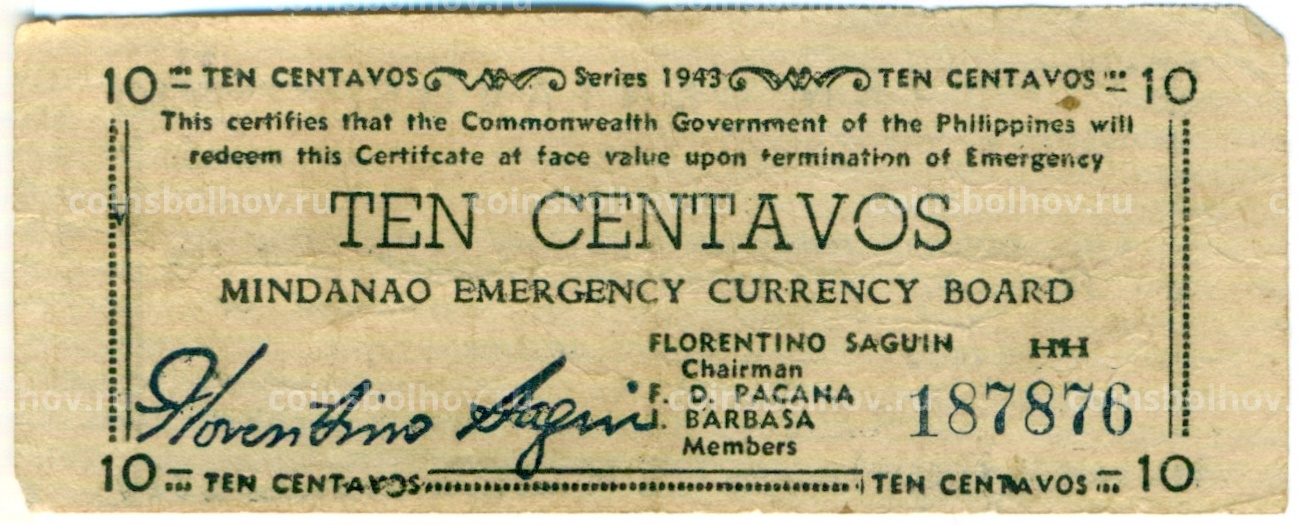 10 TEN CENTAVOS Series 1943 TEN CENTAVOS 10
This certifies that the Commonwealth Government of the Philippines will
redeem this Certifcate at face value upon termination of Emergency
TEN CENTAVOS
MINDANAO EMERGENCY CURRENCY BOARD
FLORENTINO SAGUIN
Chairman
F. D. PACANA
J. BARBASA
Members
187876
Florentino Saguin
10 TEN CENTAVOS TEN CENTAVOS 10
coinsbolhov.ru